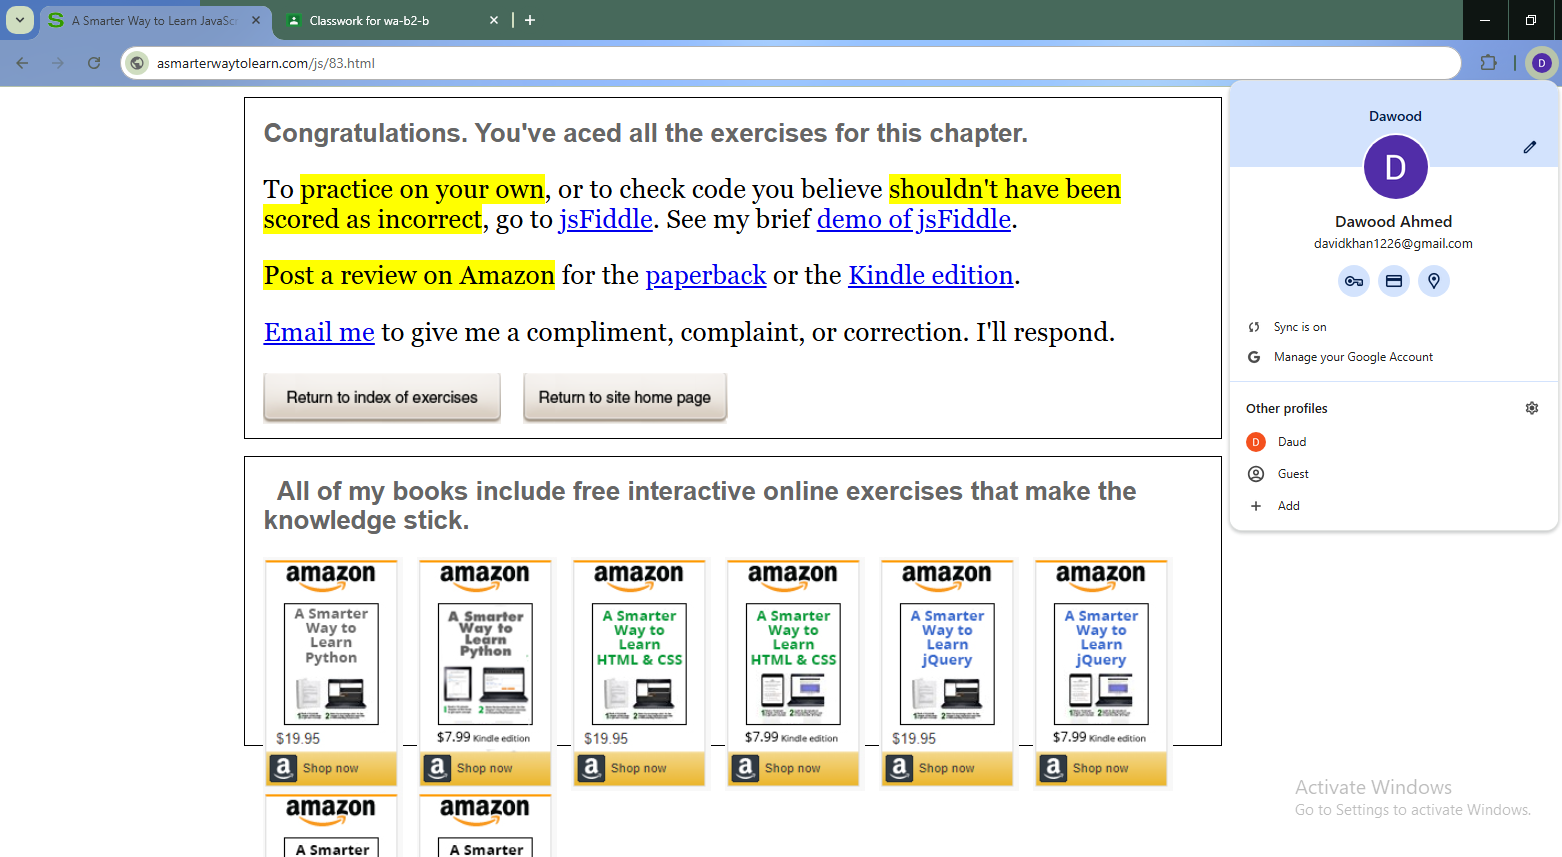 A Smarter Way to Learn JavaSc
Classwork for wa-b2-b
asmarterwaytolearn.com/js/83.html
D
Congratulations. You've aced all the exercises for this chapter.
To practice on your own, or to check code you believe shouldn't have been
scored as incorrect, go to jsFiddle. See my brief demo of jsFiddle.
Post a review on Amazon for the paperback or the Kindle edition.
Email me to give me a compliment, complaint, or correction. I'll respond.
Return to index of exercises
Return to site home page
All of my books include free interactive online exercises that make the
knowledge stick.
amazon
A Smarter
Way to
Learn
Python
$19.95
Shop now
amazon
A Smarter
Way to
Learn
Python
$7.99 Kindle edition
Shop now
amazon
A Smarter
Way to
Learn
HTML & CSS
$19.95
Shop now
amazon
A Smarter
Way to
Learn
HTML & CSS
$7.99 Kindle edition
Shop now
amazon
A Smarter
Way to
Learn
jQuery
$19.95
Shop now
amazon
A Smarter
Way to
Learn
jQuery
$7.99 Kindle edition
Shop now
amazon
A Smarter
amazon
A Smarter
Dawood
D
Dawood Ahmed
davidkhan1226@gmail.com
Sync is on
Manage your Google Account
Other profiles
D
Daud
Guest
Add
Activate Windows
Go to Settings to activate Windows.